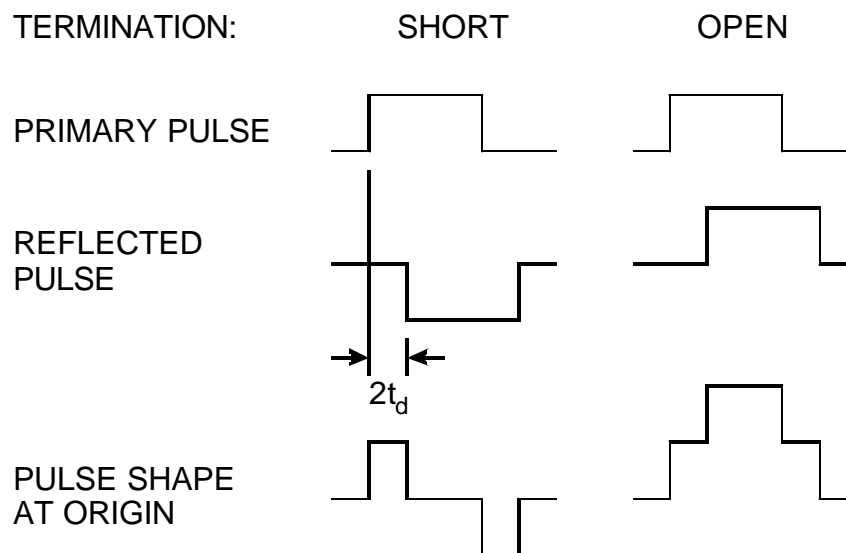 TERMINATION: SHORT OPEN
PRIMARY PULSE
REFLECTED
PULSE
2td
PULSE SHAPE
AT ORIGIN